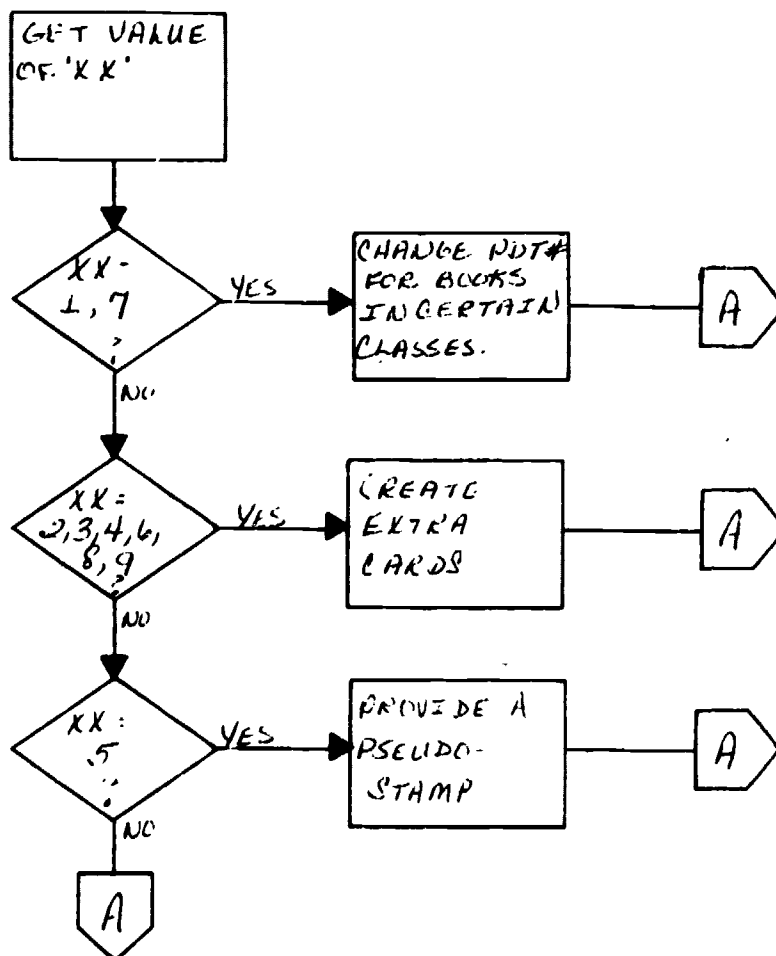 GET VALUE
OF 'XX'
XX=
1, 7
?
YES
CHANGE PDT#
FOR BOOKS
IN CERTAIN
CLASSES.
A
NO
XX=
2,3,4,6,
8,9
?
YES
CREATE
EXTRA
CARDS
A
NO
XX=
5
?
YES
PROVIDE A
PSEUDO-
STAMP
A
NO
A